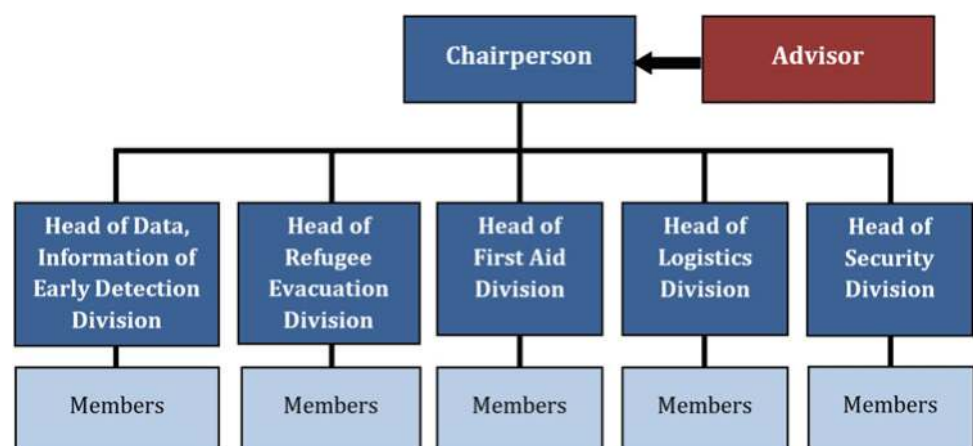 Chairperson
Advisor
Head of Data,
Information of
Early Detection
Division
Head of
Refugee
Evacuation
Division
Head of
First Aid
Division
Head of
Logistics
Division
Head of
Security
Division
Members
Members
Members
Members
Members